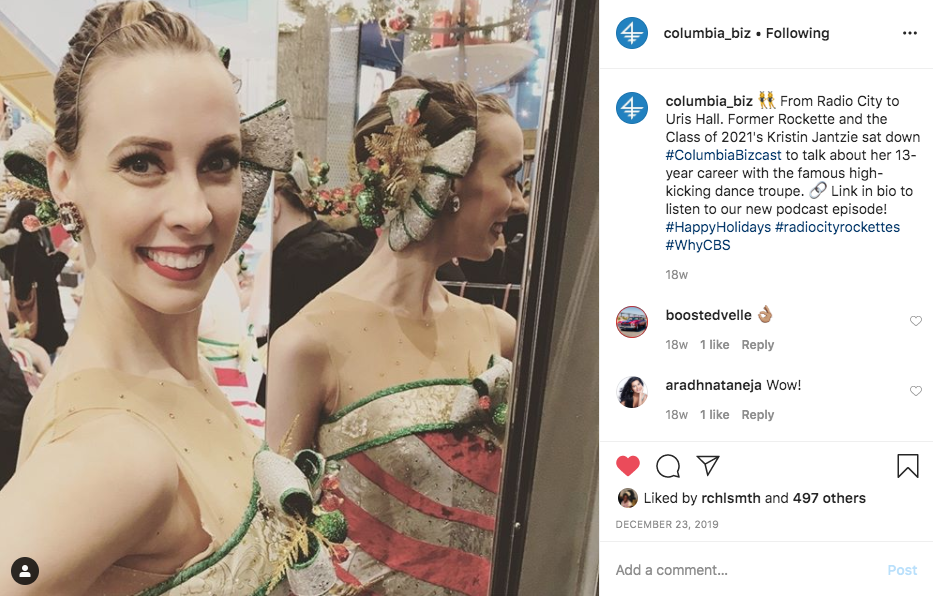 columbia_biz • Following
columbia_biz 👯 From Radio City to
Uris Hall. Former Rockette and the
Class of 2021's Kristin Jantzie sat down
#ColumbiaBizcast to talk about her 13-
year career with the famous high-
kicking dance troupe. 🔗 Link in bio to
listen to our new podcast episode!
#HappyHolidays #radiocityrockettes
#WhyCBS
18w
boostedvelle 👌🏽
18w 1 like Reply
aradhnataneja Wow!
18w 1 like Reply
Liked by rchlsmth and 497 others
DECEMBER 23, 2019
Add a comment... Post